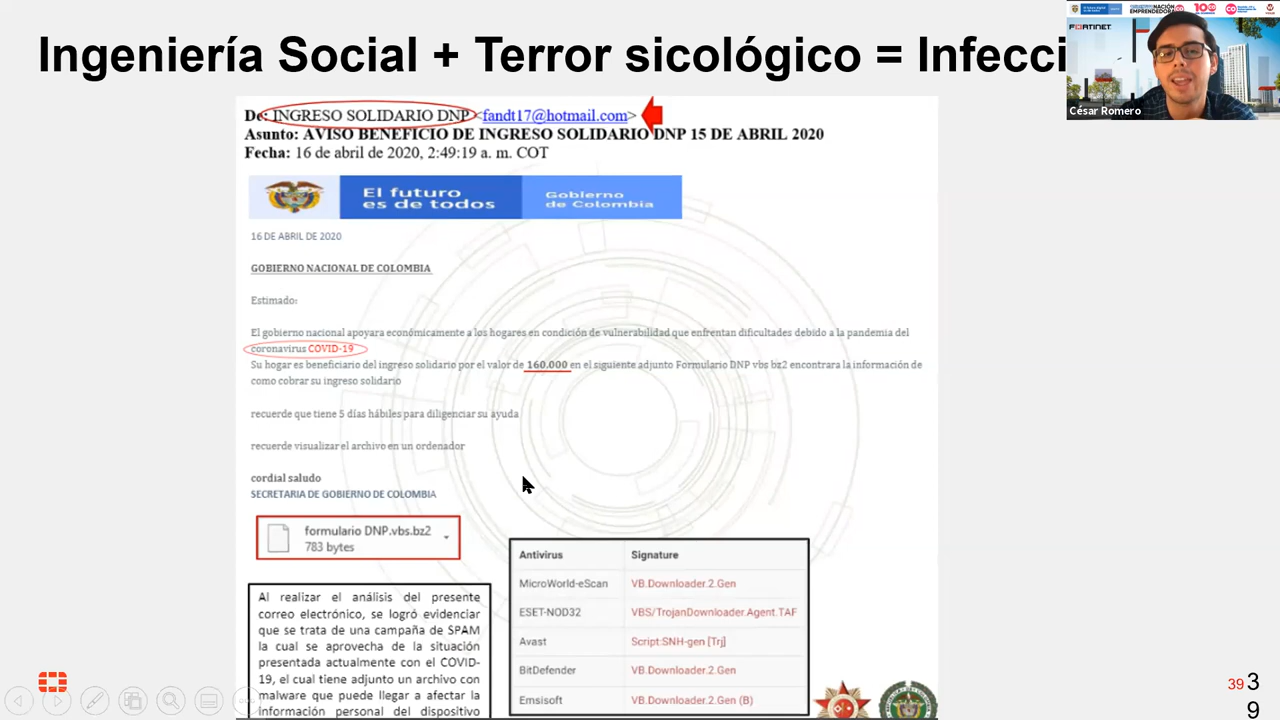 Ingeniería Social + Terror sicológico = Infecci
FORTINET
César Romero
De: INGRESO SOLIDARIO DNP <fandt17@hotmail.com>
Asunto: AVISO BENEFICIO DE INGRESO SOLIDARIO DNP 15 DE ABRIL 2020
Fecha: 16 de abril de 2020, 2:49:19 a. m. COT
El futuro
es de todos
Gobierno
de Colombia
16 DE ABRIL DE 2020
GOBIERNO NACIONAL DE COLOMBIA
Estimado:
El gobierno nacional apoyara económicamente a los hogares en condición de vulnerabilidad que enfrentan dificultades debido a la pandemia del
coronavirus COVID-19
Su hogar es beneficiario del ingreso solidario por el valor de 160.000 en el siguiente adjunto Formulario DNP vbs bz2 encontrara la información de
como cobrar su ingreso solidario
recuerde que tiene 5 días hábiles para diligenciar su ayuda
recuerde visualizar el archivo en un ordenador
cordial saludo
SECRETARIA DE GOBIERNO DE COLOMBIA
formulario DNP.vbs.bz2
783 bytes
Al realizar el análisis del presente
correo electrónico, se logró evidenciar
que se trata de una campaña de SPAM
la cual se aprovecha de la situación
presentada actualmente con el COVID-
19, el cual tiene adjunto un archivo con
malware que puede llegar a afectar la
información personal del dispositivo
Antivirus Signature
MicroWorld-eScan VB.Downloader.2.Gen
ESET-NOD32 VBS/TrojanDownloader.Agent.TAF
Avast Script:SNH-gen [Trj]
BitDefender VB.Downloader.2.Gen
Emsisoft VB.Downloader.2.Gen (B)
39 3
9